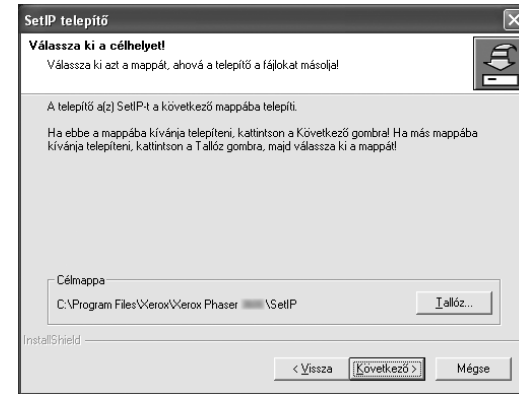 SetIP telepítő
Válassza ki a célhelyet!
Válassza ki azt a mappát, ahová a telepítő a fájlokat másolja!
A telepítő a(z) SetIP-t a következő mappába telepíti.
Ha ebbe a mappába kívánja telepíteni, kattintson a Következő gombra! Ha más mappába
kívánja telepíteni, kattintson a Tallóz gombra, majd válassza ki a mappát!
Célmappa
C:\Program Files\Xerox\Xerox Phaser \SetIP
Tallóz...
InstallShield
< Vissza
Következő >
Mégse